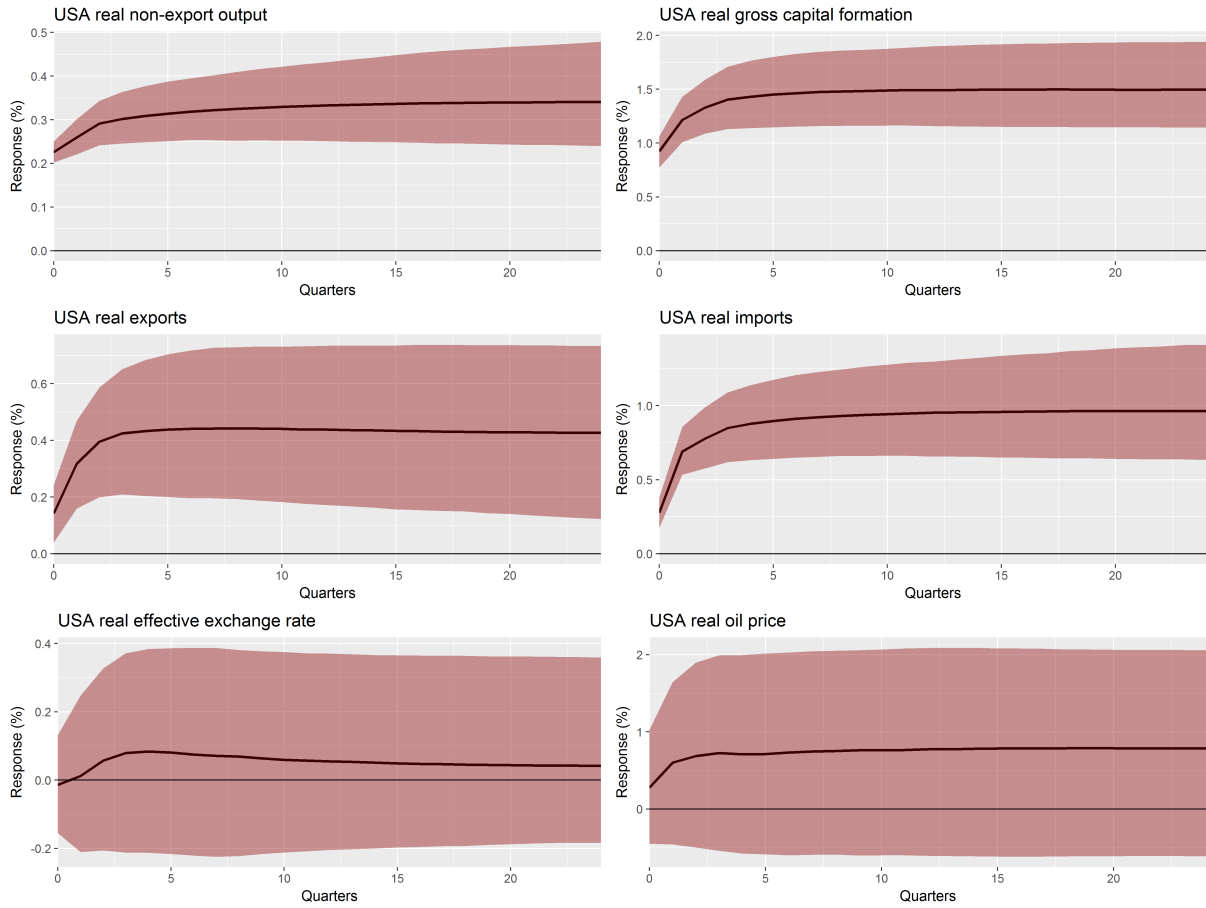 USA real non-export output
0.5
0.4
0.3
0.2
0.1
0.0
Response (%)
0 5 10 15 20
Quarters
USA real gross capital formation
2.0
1.5
1.0
0.5
0.0
Response (%)
0 5 10 15 20
Quarters
USA real exports
0.6
0.4
0.2
0.0
Response (%)
0 5 10 15 20
Quarters
USA real imports
1.0
0.5
0.0
Response (%)
0 5 10 15 20
Quarters
USA real effective exchange rate
0.4
0.2
0.0
-0.2
Response (%)
0 5 10 15 20
Quarters
USA real oil price
2
1
0
Response (%)
0 5 10 15 20
Quarters